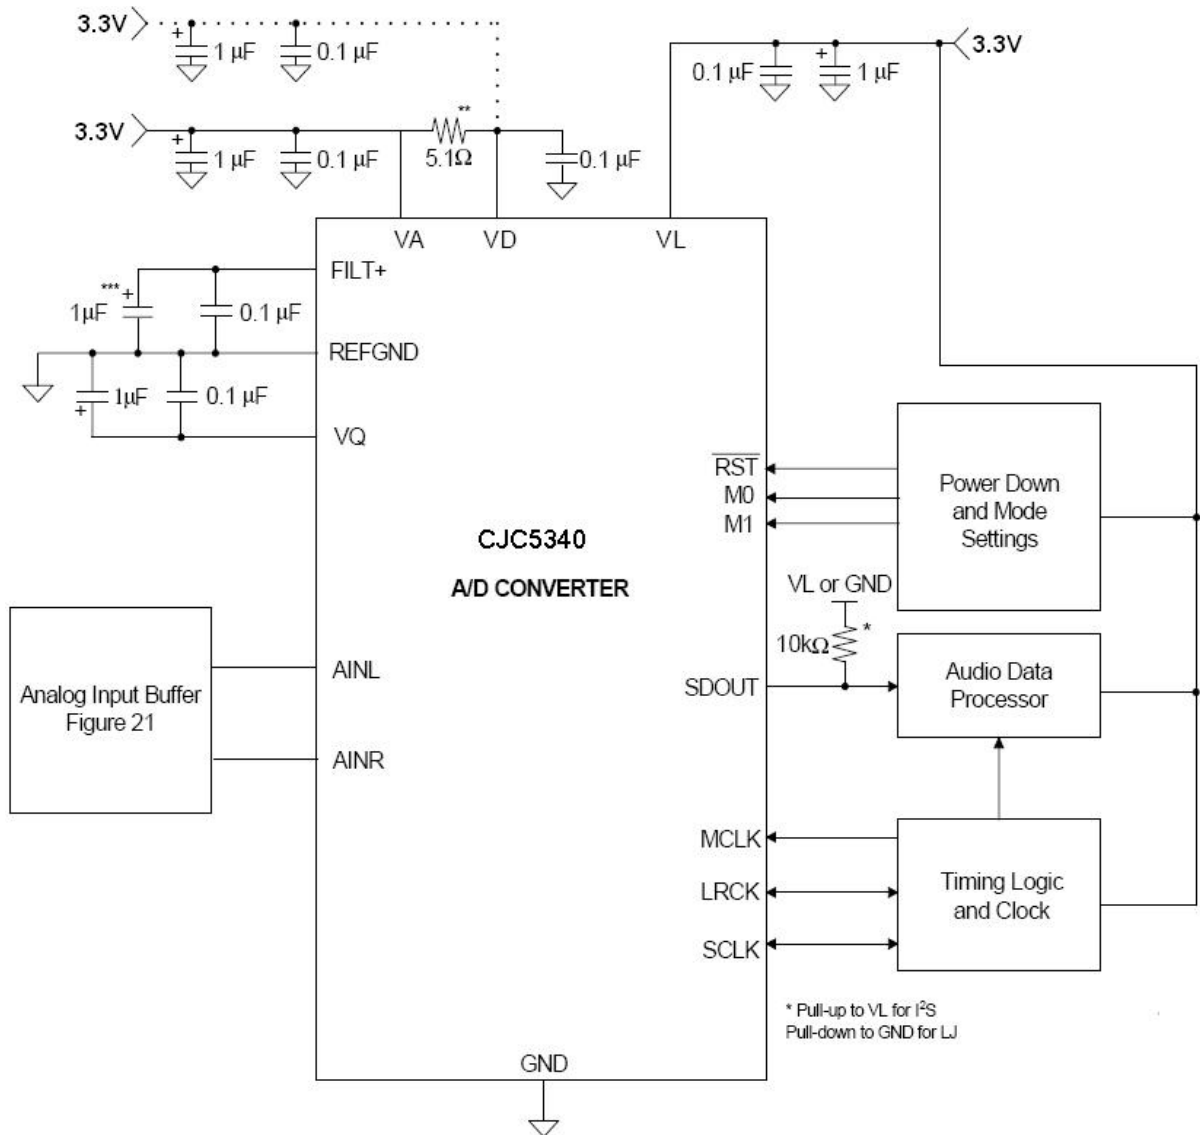 3.3V
+
1 μF
0.1 μF
3.3V
0.1 μF
+
1 μF
3.3V
+
1 μF
0.1 μF
**
5.1Ω
0.1 μF
VA
VD
VL
FILT+
***
+
1μF
0.1 μF
REFGND
1μF
0.1 μF
+
VQ
RST
M0
M1
Power Down
and Mode
Settings
CJC5340
A/D CONVERTER
VL or GND
*
10kΩ
Analog Input Buffer
Figure 21
AINL
AINR
SDOUT
Audio Data
Processor
MCLK
LRCK
SCLK
Timing Logic
and Clock
* Pull-up to VL for I²S
Pull-down to GND for LJ
GND